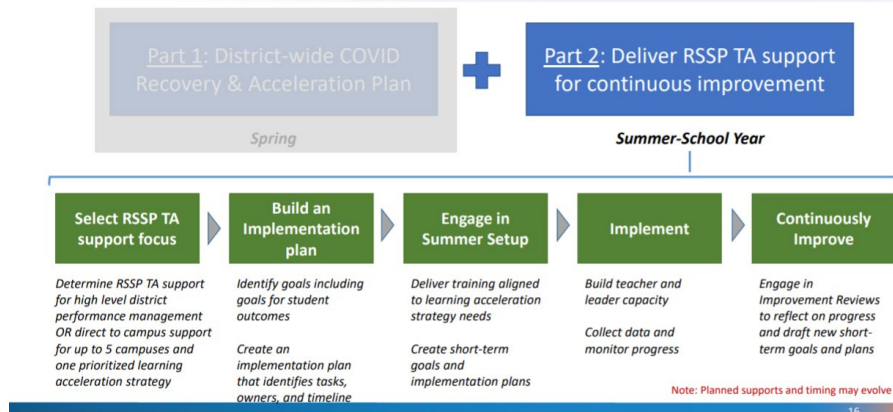 Part 1: District-wide COVID
Recovery & Acceleration Plan
Spring
Part 2: Deliver RSSP TA support
for continuous improvement
Summer-School Year
Select RSSP TA
support focus
Determine RSSP TA support
for high level district
performance management
OR direct to campus support
for up to 5 campuses and
one prioritized learning
acceleration strategy
Build an
Implementation
plan
Identify goals including
goals for student
outcomes
Create an
implementation plan
that identifies tasks,
owners, and timeline
Engage in
Summer Setup
Deliver training aligned
to learning acceleration
strategy needs
Create short-term
goals and
implementation plans
Implement
Build teacher and
leader capacity
Collect data and
monitor progress
Continuously
Improve
Engage in
Improvement Reviews
to reflect on progress
and draft new short-
term goals and plans
Note: Planned supports and timing may evolve
16